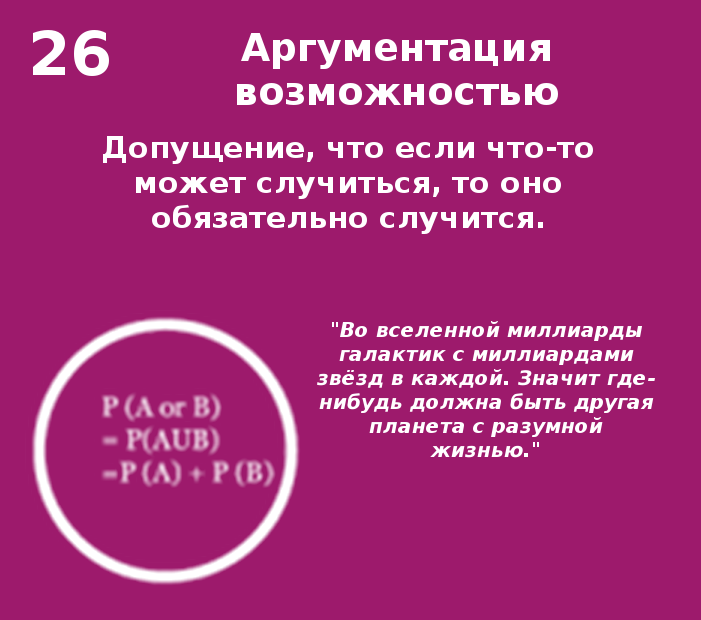 26
Аргументация
возможностью
Допущение, что если что-то
может случиться, то оно
обязательно случится.
P (A or B)
= P(AUB)
=P (A) + P (B)
"Во вселенной миллиарды
галактик с миллиардами
звёзд в каждой. Значит где-
нибудь должна быть другая
планета с разумной
жизнью."